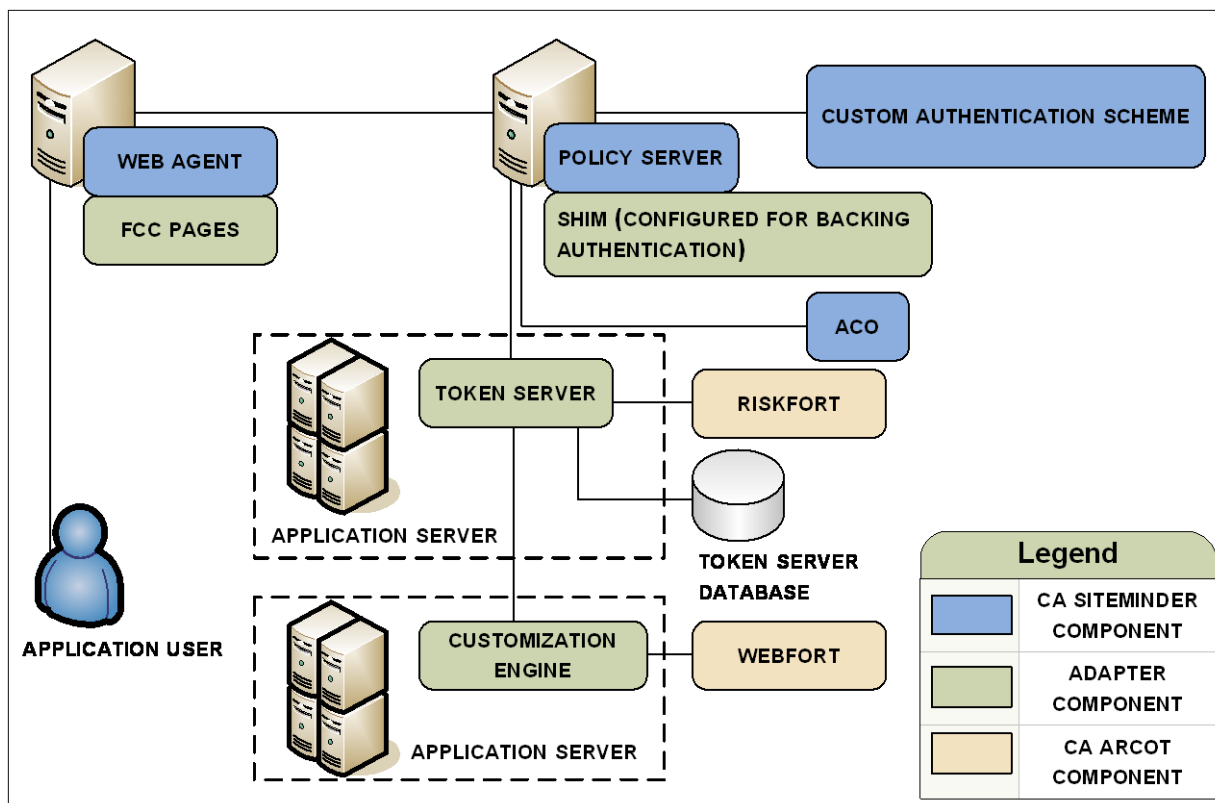 WEB AGENT
FCC PAGES
POLICY SERVER
SHIM (CONFIGURED FOR BACKING
AUTHENTICATION)
CUSTOM AUTHENTICATION SCHEME
ACO
TOKEN SERVER
RISKFORT
APPLICATION SERVER
TOKEN SERVER
DATABASE
APPLICATION USER
CUSTOMIZATION
ENGINE
WEBFORT
APPLICATION SERVER
Legend
CA SITEMINDER
COMPONENT
ADAPTER
COMPONENT
CA ARCOT
COMPONENT